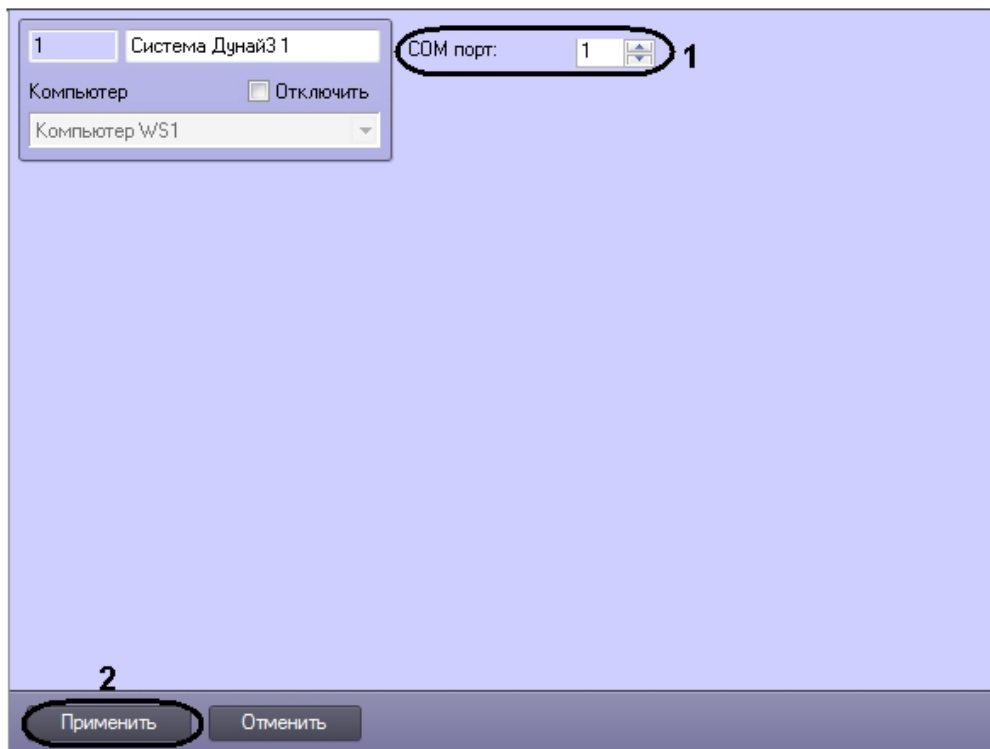 1 Система Дунай3 1
COM порт: 1 1
Компьютер Отключить
Компьютер WS1
2
Применить Отменить